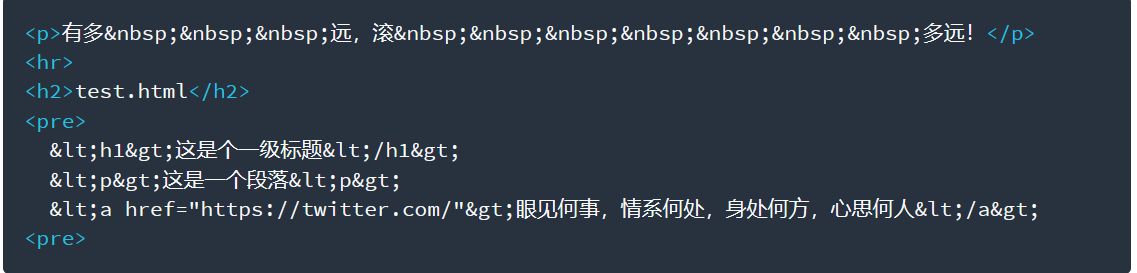 <p>有多&nbsp;&nbsp;&nbsp;远，滚&nbsp;&nbsp;&nbsp;&nbsp;&nbsp;&nbsp;&nbsp;多远！</p>
<hr>
<h2>test.html</h2>
<pre>
  &lt;h1&gt;这是个一级标题&lt;/h1&gt;
  &lt;p&gt;这是一个段落&lt;p&gt;
  &lt;a href="https://twitter.com/"&gt;眼见何事，情系何处，身处何方，心思何人&lt;/a&gt;
<pre>